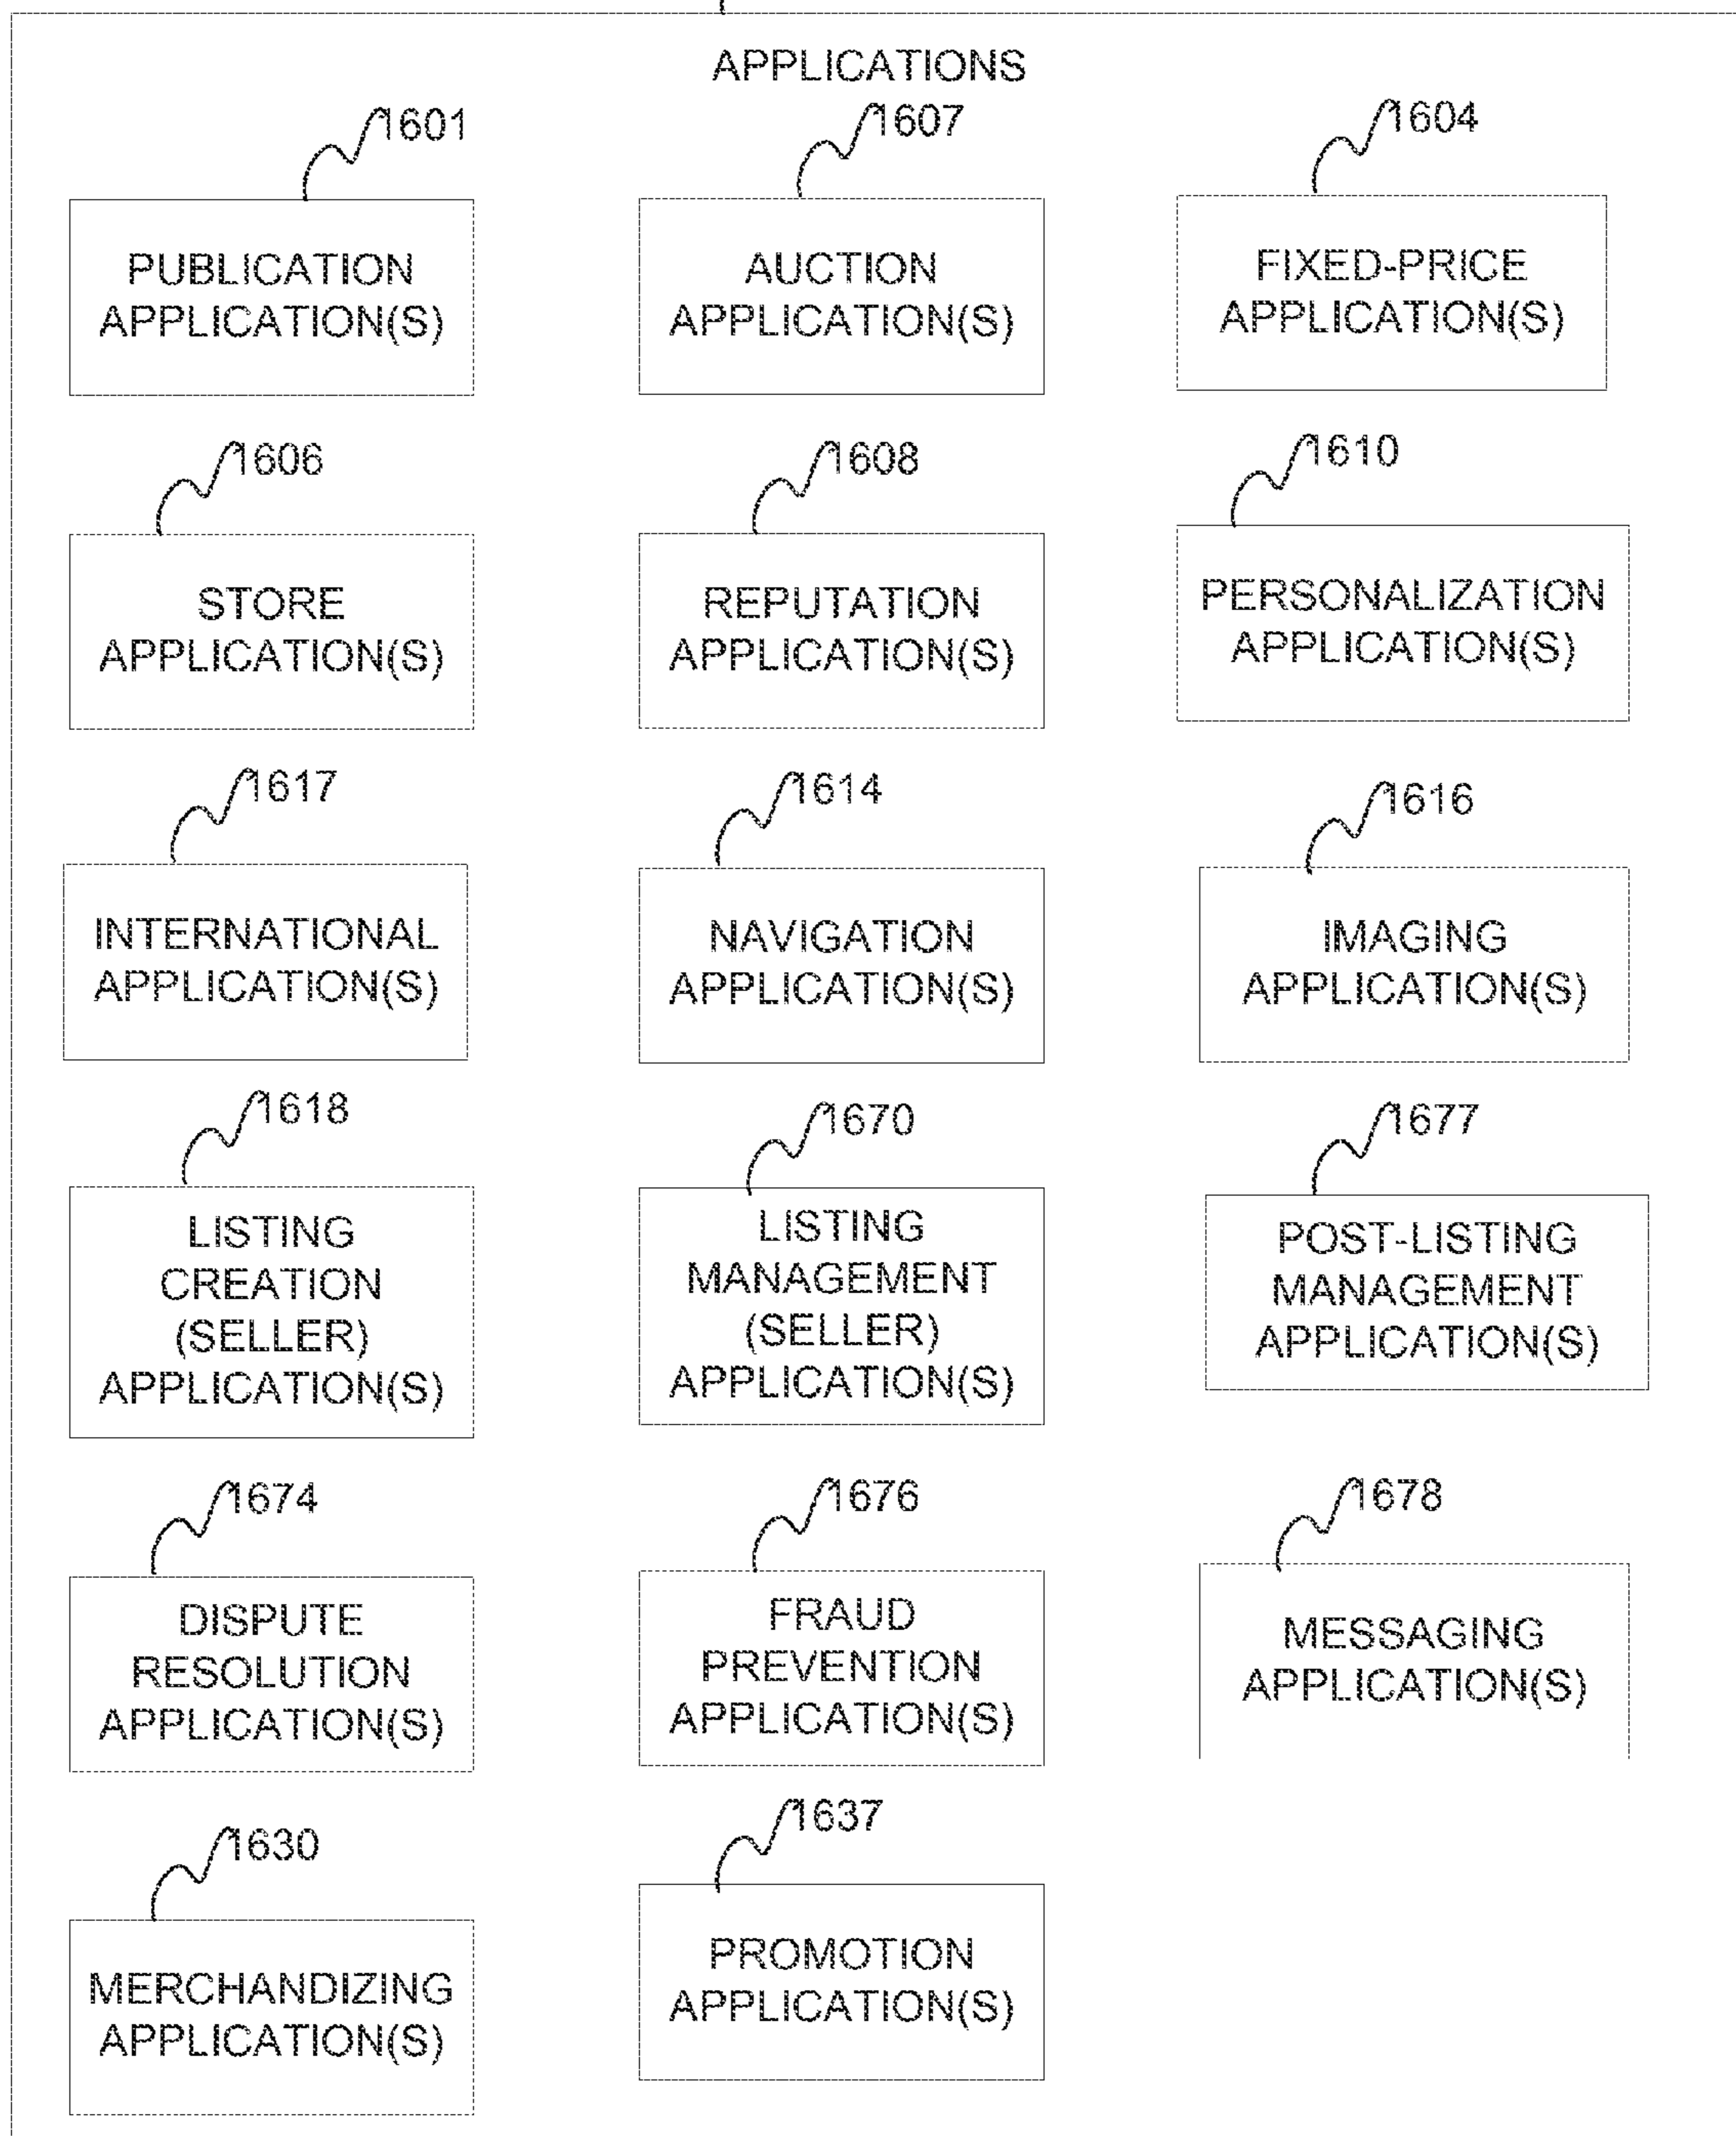 APPLICATIONS
1601
PUBLICATION
APPLICATION(S)
1607
AUCTION
APPLICATION(S)
1604
FIXED-PRICE
APPLICATION(S)
1606
STORE
APPLICATION(S)
1608
REPUTATION
APPLICATION(S)
1610
PERSONALIZATION
APPLICATION(S)
1617
INTERNATIONAL
APPLICATION(S)
1614
NAVIGATION
APPLICATION(S)
1616
IMAGING
APPLICATION(S)
1618
LISTING
CREATION
(SELLER)
APPLICATION(S)
1670
LISTING
MANAGEMENT
(SELLER)
APPLICATION(S)
1677
POST-LISTING
MANAGEMENT
APPLICATION(S)
1674
DISPUTE
RESOLUTION
APPLICATION(S)
1676
FRAUD
PREVENTION
APPLICATION(S)
1678
MESSAGING
APPLICATION(S)
1630
MERCHANDIZING
APPLICATION(S)
1637
PROMOTION
APPLICATION(S)